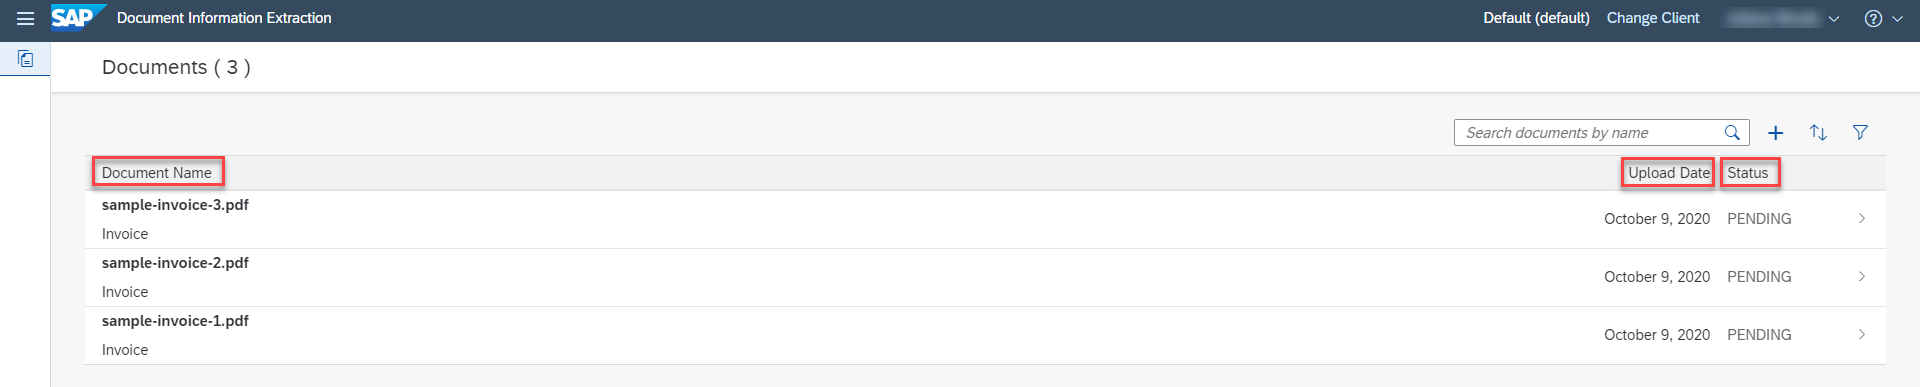 SAP Document Information Extraction Default (default) Change Client
Documents ( 3 )
Search documents by name
Document Name Upload Date Status
sample-invoice-3.pdf
Invoice October 9, 2020 PENDING
sample-invoice-2.pdf
Invoice October 9, 2020 PENDING
sample-invoice-1.pdf
Invoice October 9, 2020 PENDING